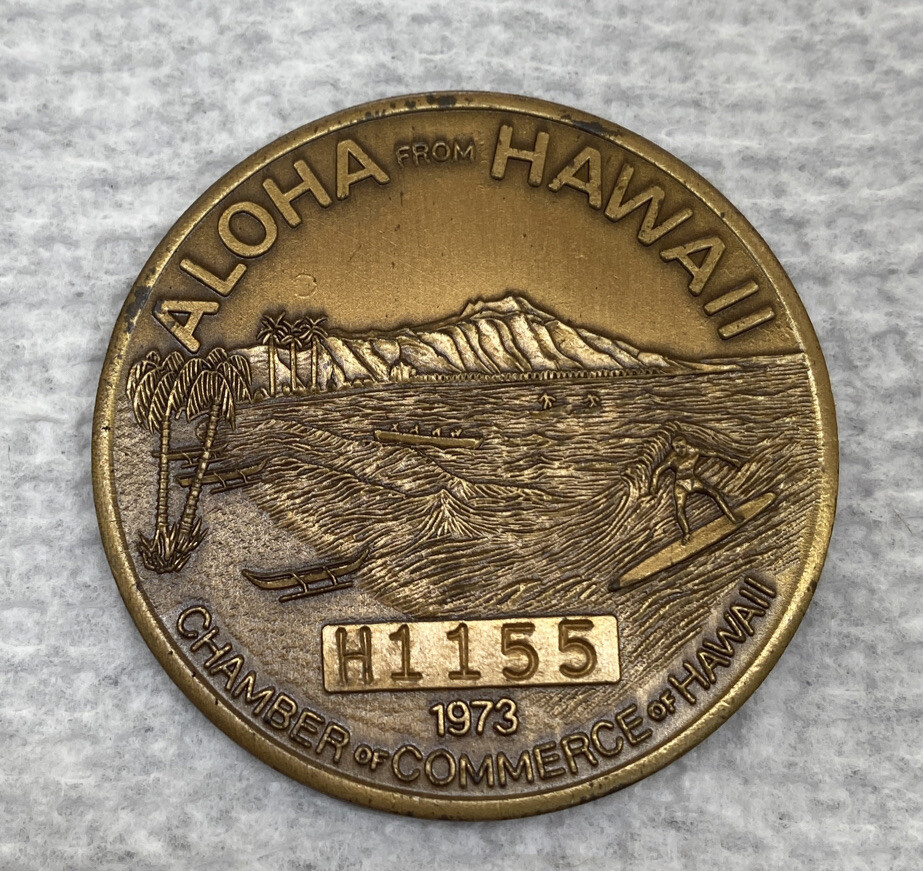 ALOHA FROM HAWAII
H1155
1973
CHAMBER OF COMMERCE OF HAWAII